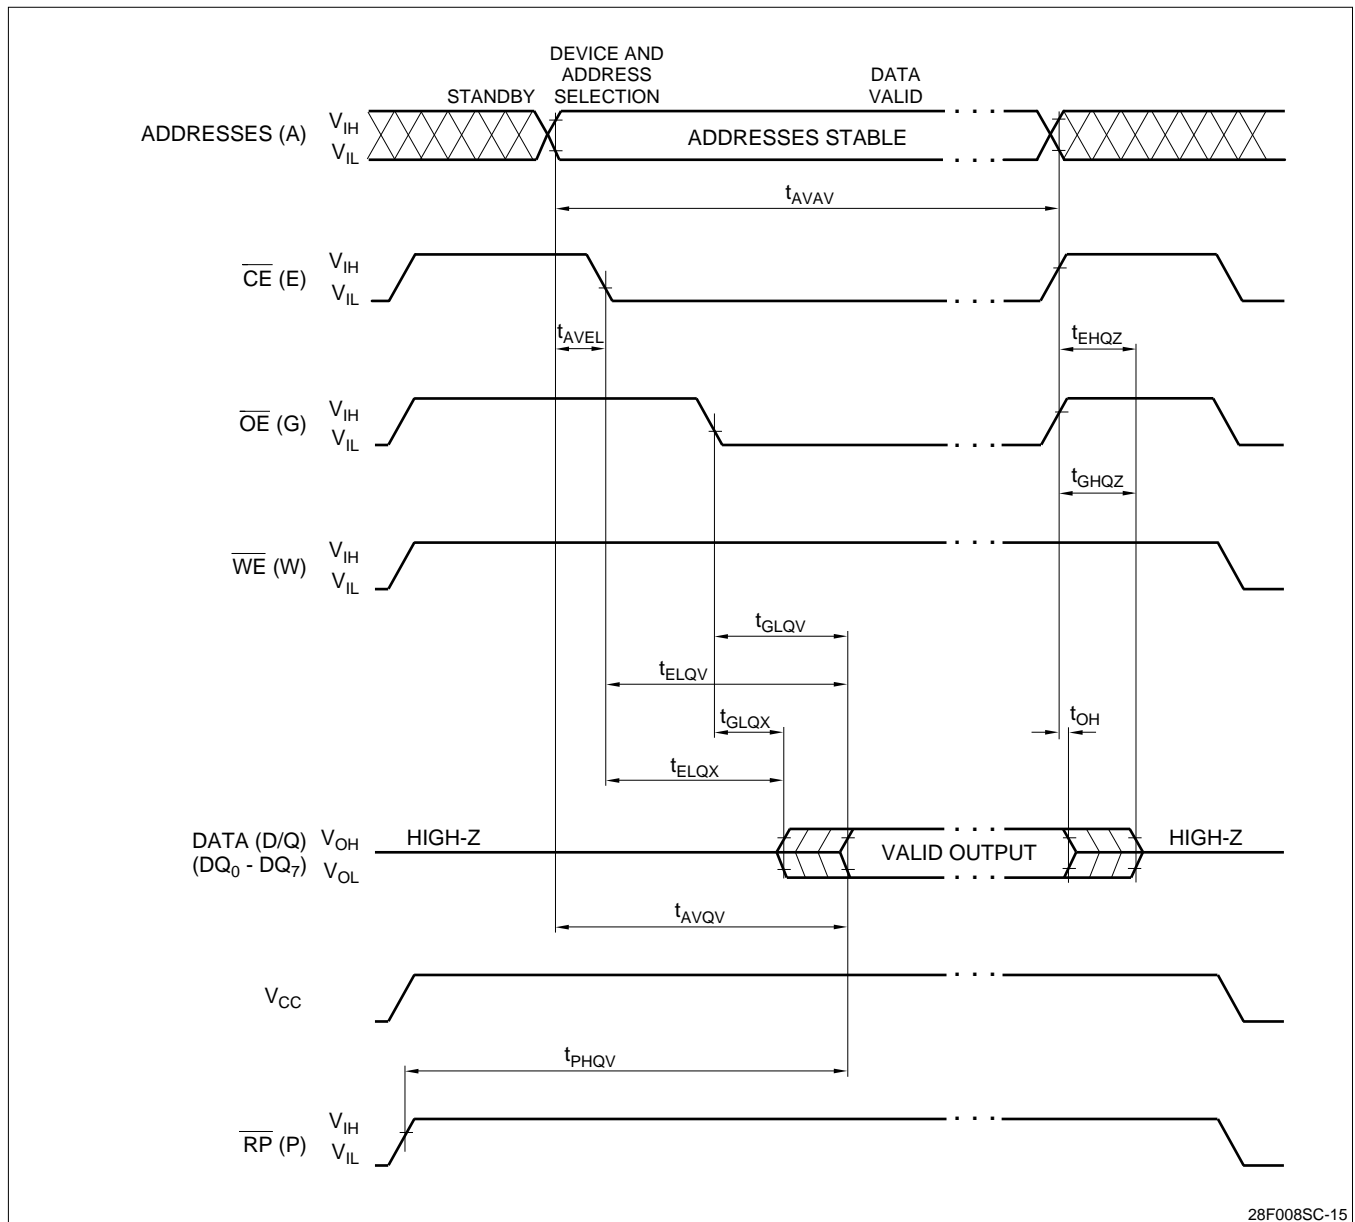 DEVICE AND
ADDRESS
SELECTION
STANDBY
DATA
VALID
ADDRESSES (A)
VIH
VIL
ADDRESSES STABLE
tAVAV
CE (E)
VIH
VIL
tAVEL
tEHQZ
OE (G)
VIH
VIL
tGHQZ
WE (W)
VIH
VIL
tGLQV
tELQV
tGLQX
tOH
tELQX
DATA (D/Q)
(DQ0 - DQ7)
VOH
VOL
HIGH-Z
VALID OUTPUT
HIGH-Z
tAVQV
VCC
tPHQV
RP (P)
VIH
VIL
28F008SC-15